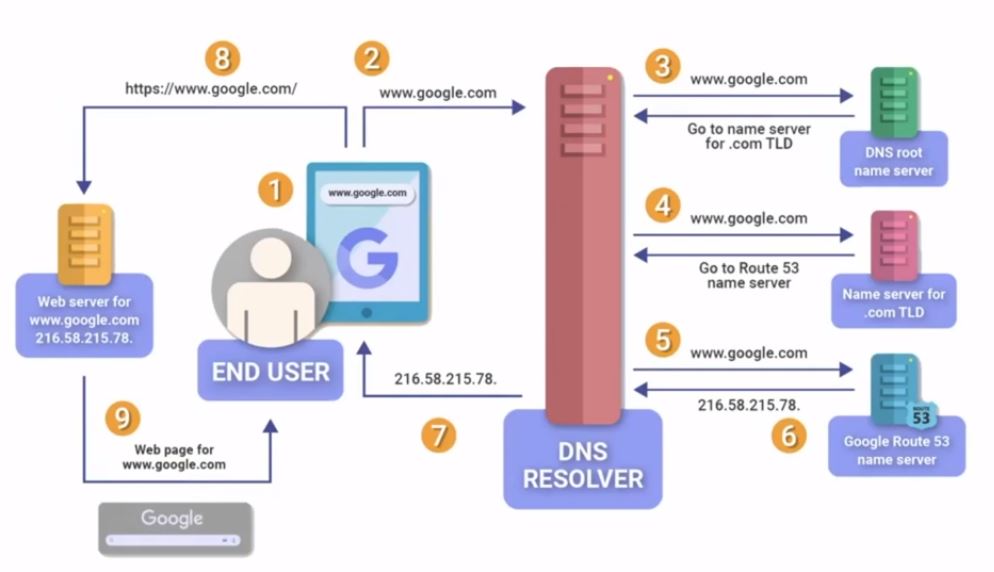 8
https://www.google.com/
2
www.google.com
3
www.google.com
Go to name server
for .com TLD
DNS root
name server
1
www.google.com
G
4
www.google.com
Go to Route 53
name server
Name server for
.com TLD
Web server for
www.google.com
216.58.215.78.
END USER
5
www.google.com
216.58.215.78.
6
ROUTE
53
Google Route 53
name server
216.58.215.78.
7
DNS
RESOLVER
9
Web page for
www.google.com
Google